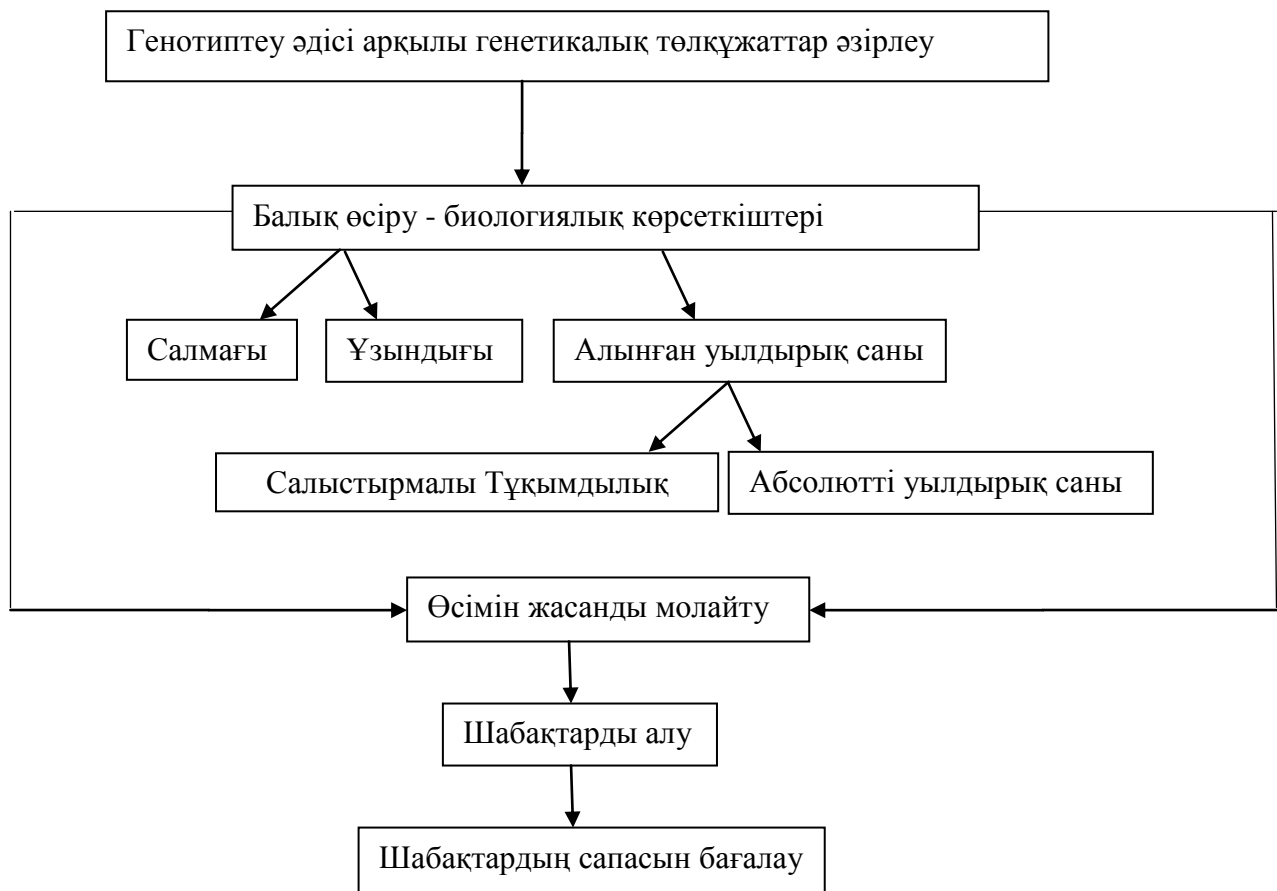 Генотиптеу әдісі арқылы генетикалық төлқұжаттар әзірлеу
Балық өсіру - биологиялық көрсеткіштері
Салмағы
Ұзындығы
Алынған уылдырық саны
Салыстырмалы Тұқымдылық
Абсолютті уылдырық саны
Өсімін жасанды молайту
Шабақтарды алу
Шабақтардың сапасын бағалау